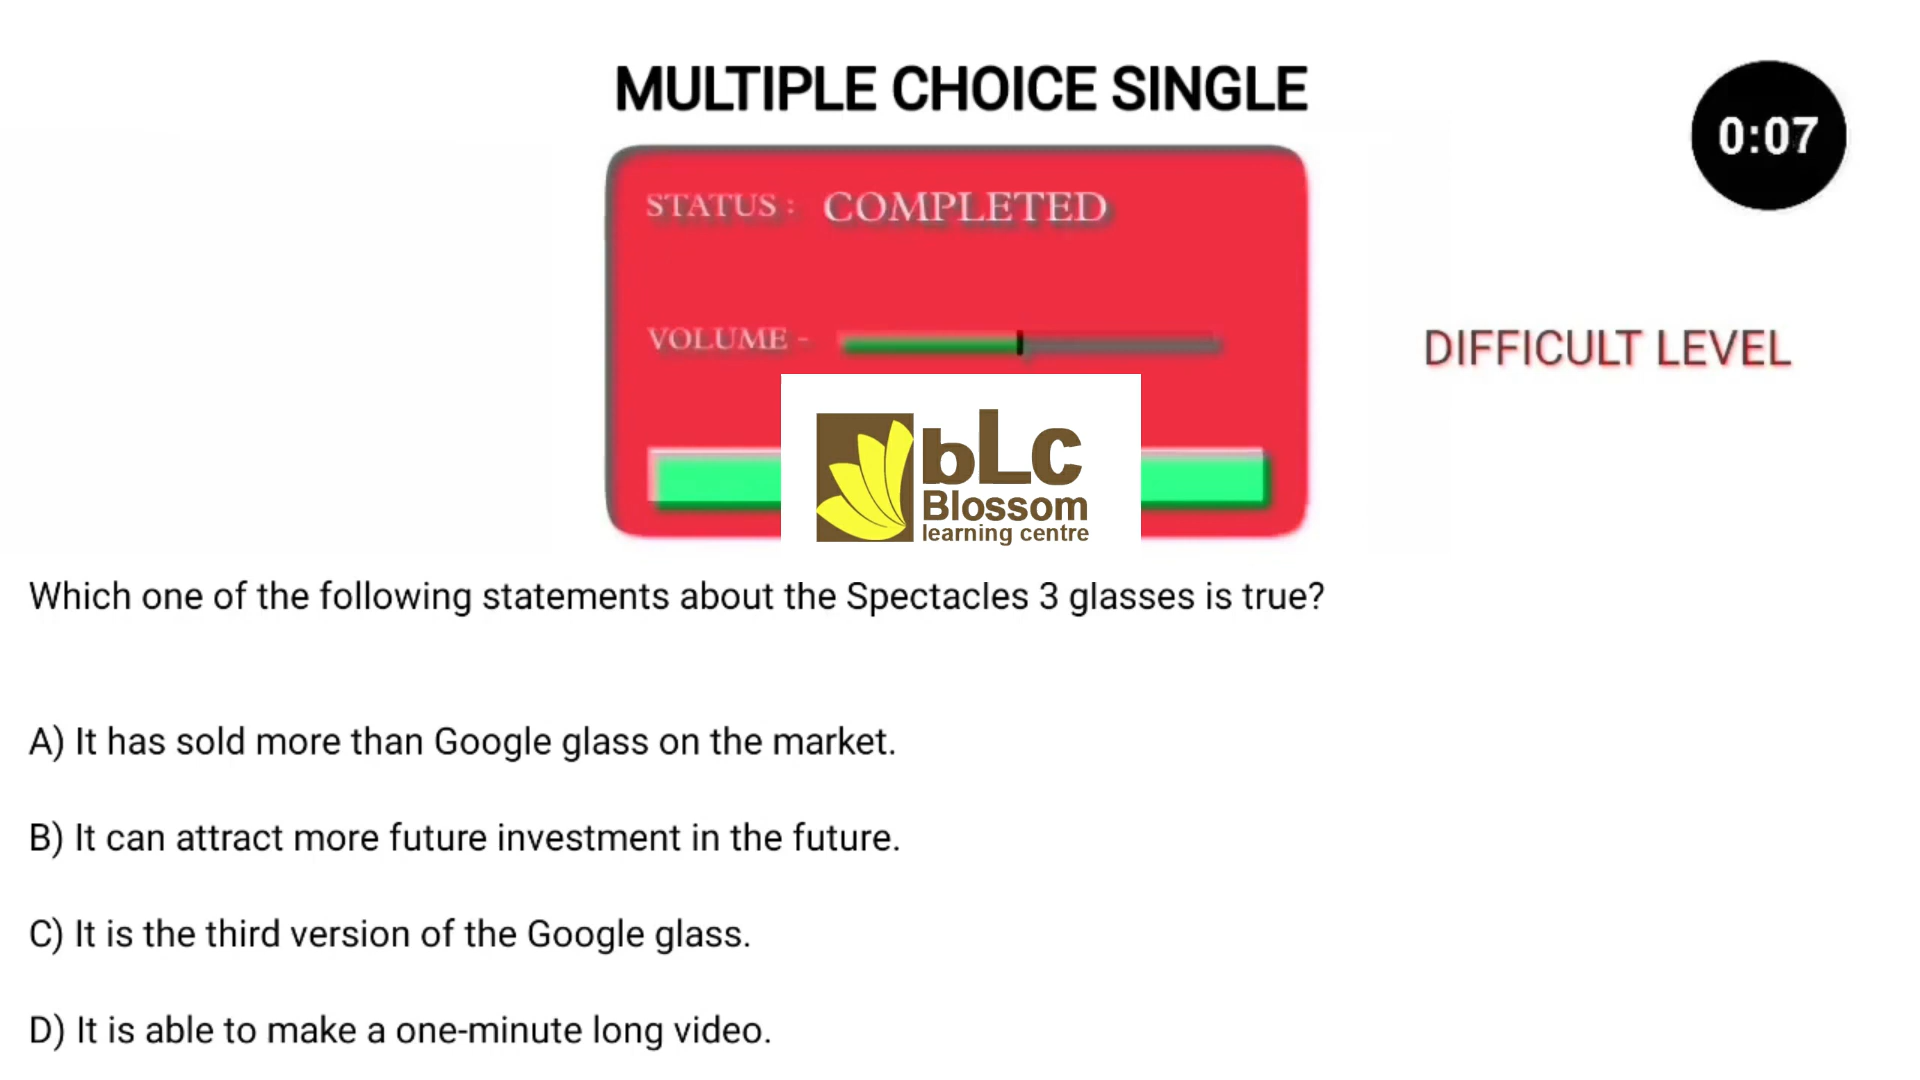 MULTIPLE CHOICE SINGLE
0:07
STATUS : COMPLETED
VOLUME -
DIFFICULT LEVEL
bLc
Blossom
learning centre
Which one of the following statements about the Spectacles 3 glasses is true?
A) It has sold more than Google glass on the market.
B) It can attract more future investment in the future.
C) It is the third version of the Google glass.
D) It is able to make a one-minute long video.